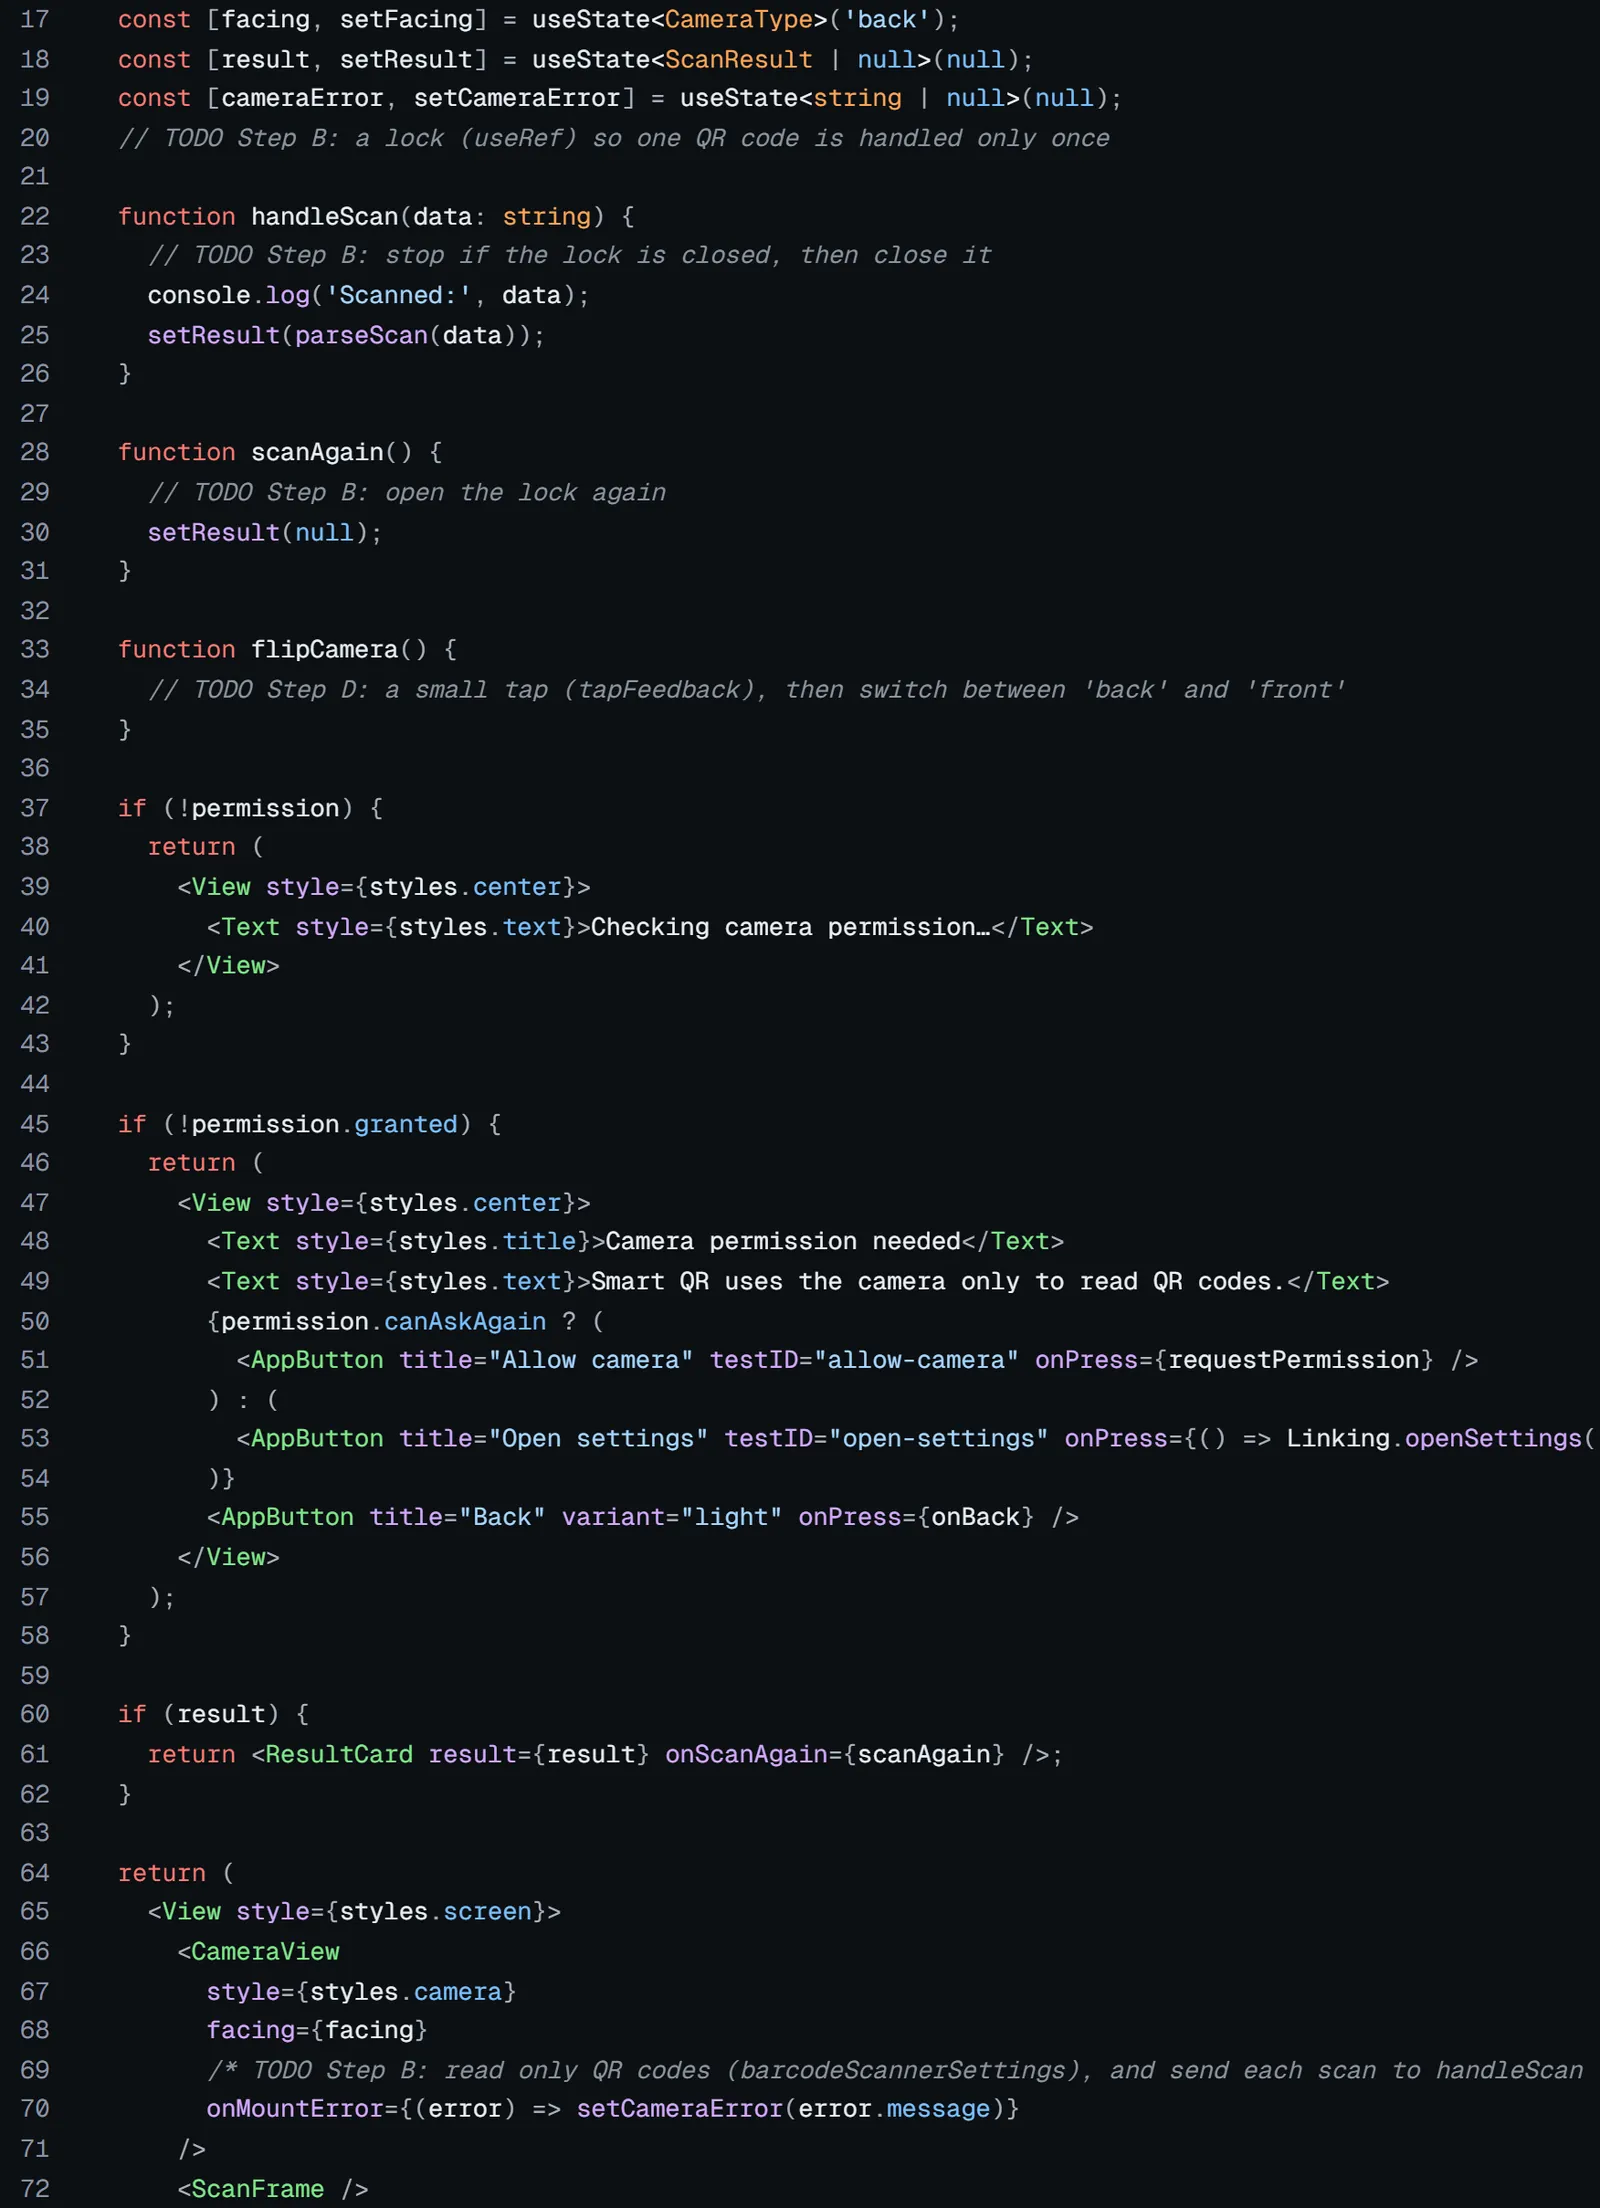 17 const [facing, setFacing] = useState<CameraType>('back');
18 const [result, setResult] = useState<ScanResult | null>(null);
19 const [cameraError, setCameraError] = useState<string | null>(null);
20 // TODO Step B: a lock (useRef) so one QR code is handled only once
21
22 function handleScan(data: string) {
23 // TODO Step B: stop if the lock is closed, then close it
24 console.log('Scanned:', data);
25 setResult(parseScan(data));
26 }
27
28 function scanAgain() {
29 // TODO Step B: open the lock again
30 setResult(null);
31 }
32
33 function flipCamera() {
34 // TODO Step D: a small tap (tapFeedback), then switch between 'back' and 'front'
35 }
36
37 if (!permission) {
38 return (
39 <View style={styles.center}>
40 <Text style={styles.text}>Checking camera permission…</Text>
41 </View>
42 );
43 }
44
45 if (!permission.granted) {
46 return (
47 <View style={styles.center}>
48 <Text style={styles.title}>Camera permission needed</Text>
49 <Text style={styles.text}>Smart QR uses the camera only to read QR codes.</Text>
50 {permission.canAskAgain ? (
51 <AppButton title="Allow camera" testID="allow-camera" onPress={requestPermission} />
52 ) : (
53 <AppButton title="Open settings" testID="open-settings" onPress={() => Linking.openSettings(
54 )}
55 <AppButton title="Back" variant="light" onPress={onBack} />
56 </View>
57 );
58 }
59
60 if (result) {
61 return <ResultCard result={result} onScanAgain={scanAgain} />;
62 }
63
64 return (
65 <View style={styles.screen}>
66 <CameraView
67 style={styles.camera}
68 facing={facing}
69 /* TODO Step B: read only QR codes (barcodeScannerSettings), and send each scan to handleScan
70 onMountError={(error) => setCameraError(error.message)}
71 />
72 <ScanFrame />